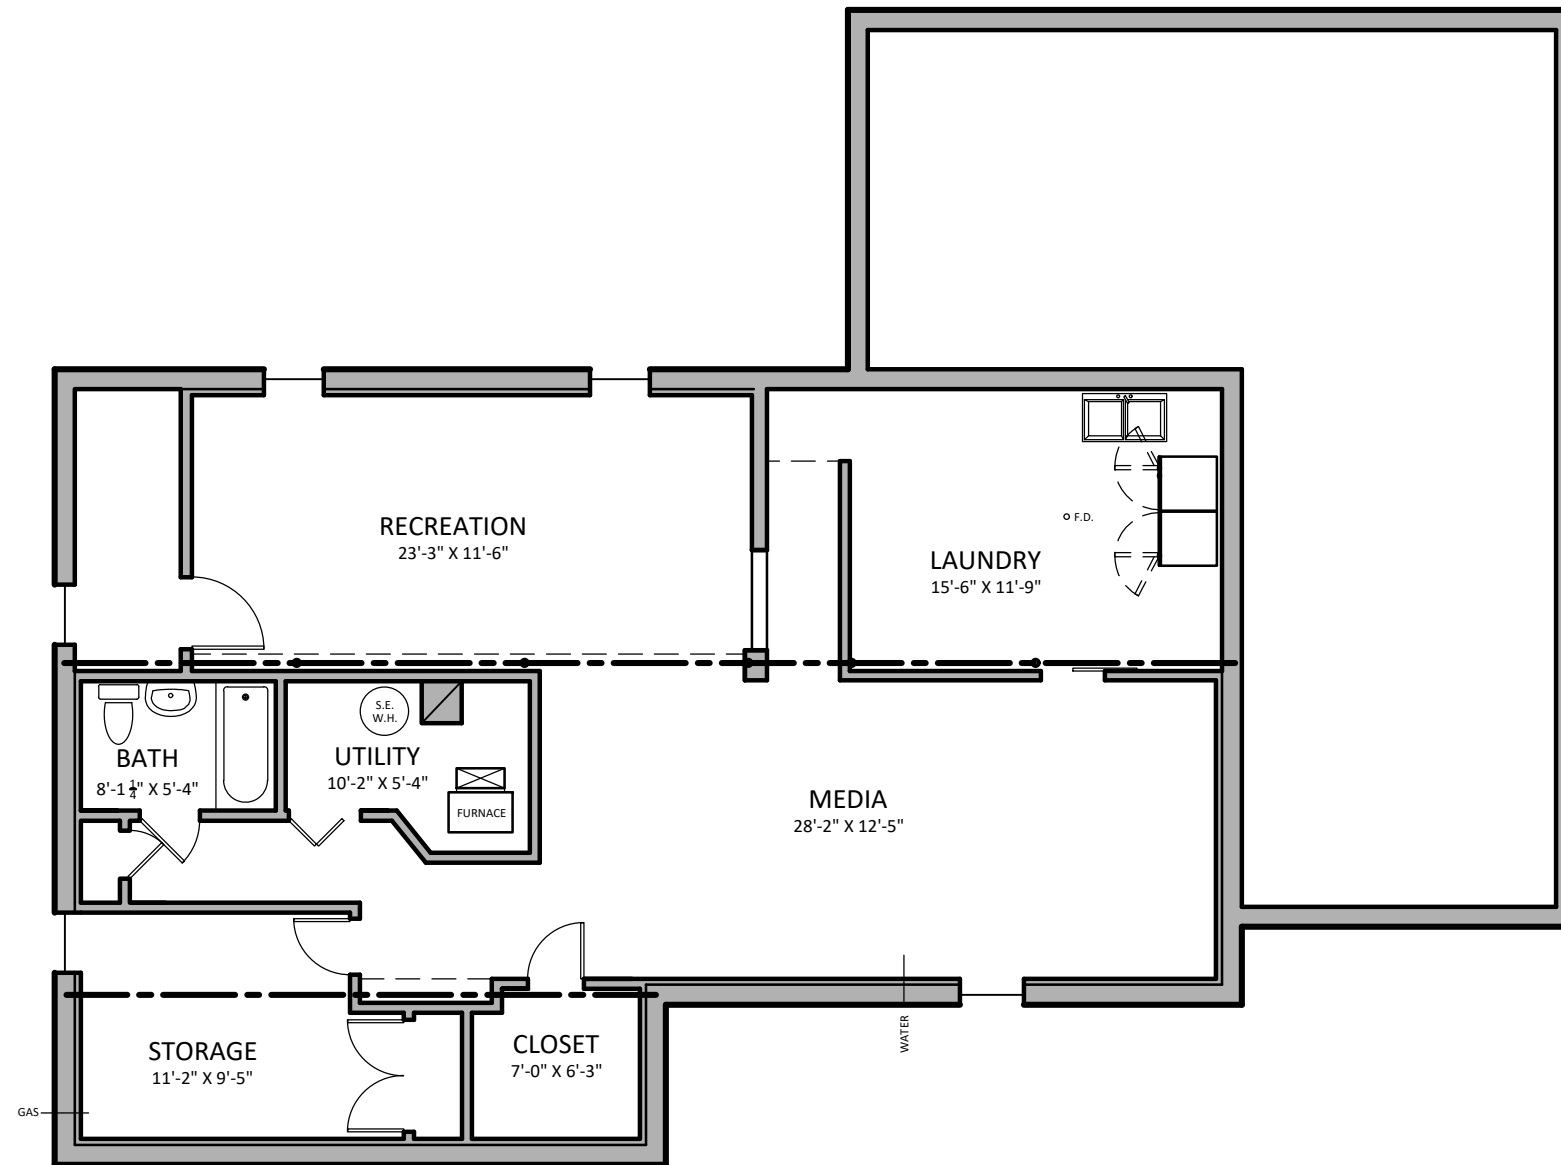 RECREATION
23'-3" X 11'-6"
F.D.
LAUNDRY
15'-6" X 11'-9"
S.E.
W.H.
BATH
8'-1 1/4" X 5'-4"
UTILITY
10'-2" X 5'-4"
FURNACE
MEDIA
28'-2" X 12'-5"
WATER
STORAGE
11'-2" X 9'-5"
CLOSET
7'-0" X 6'-3"
GAS